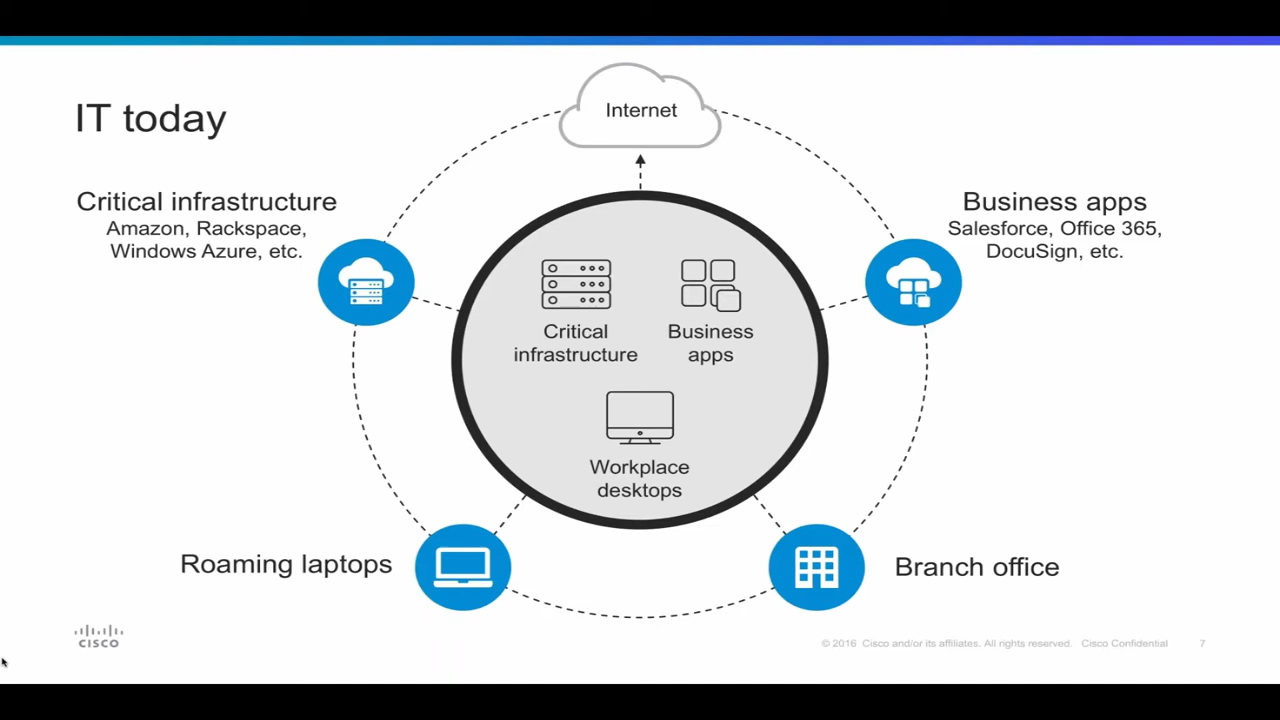 IT today
Internet
Critical infrastructure
Amazon, Rackspace,
Windows Azure, etc.
Business apps
Salesforce, Office 365,
DocuSign, etc.
Critical
infrastructure
Business
apps
Workplace
desktops
Roaming laptops
Branch office
CISCO
© 2016 Cisco and/or its affiliates. All rights reserved. Cisco Confidential 7